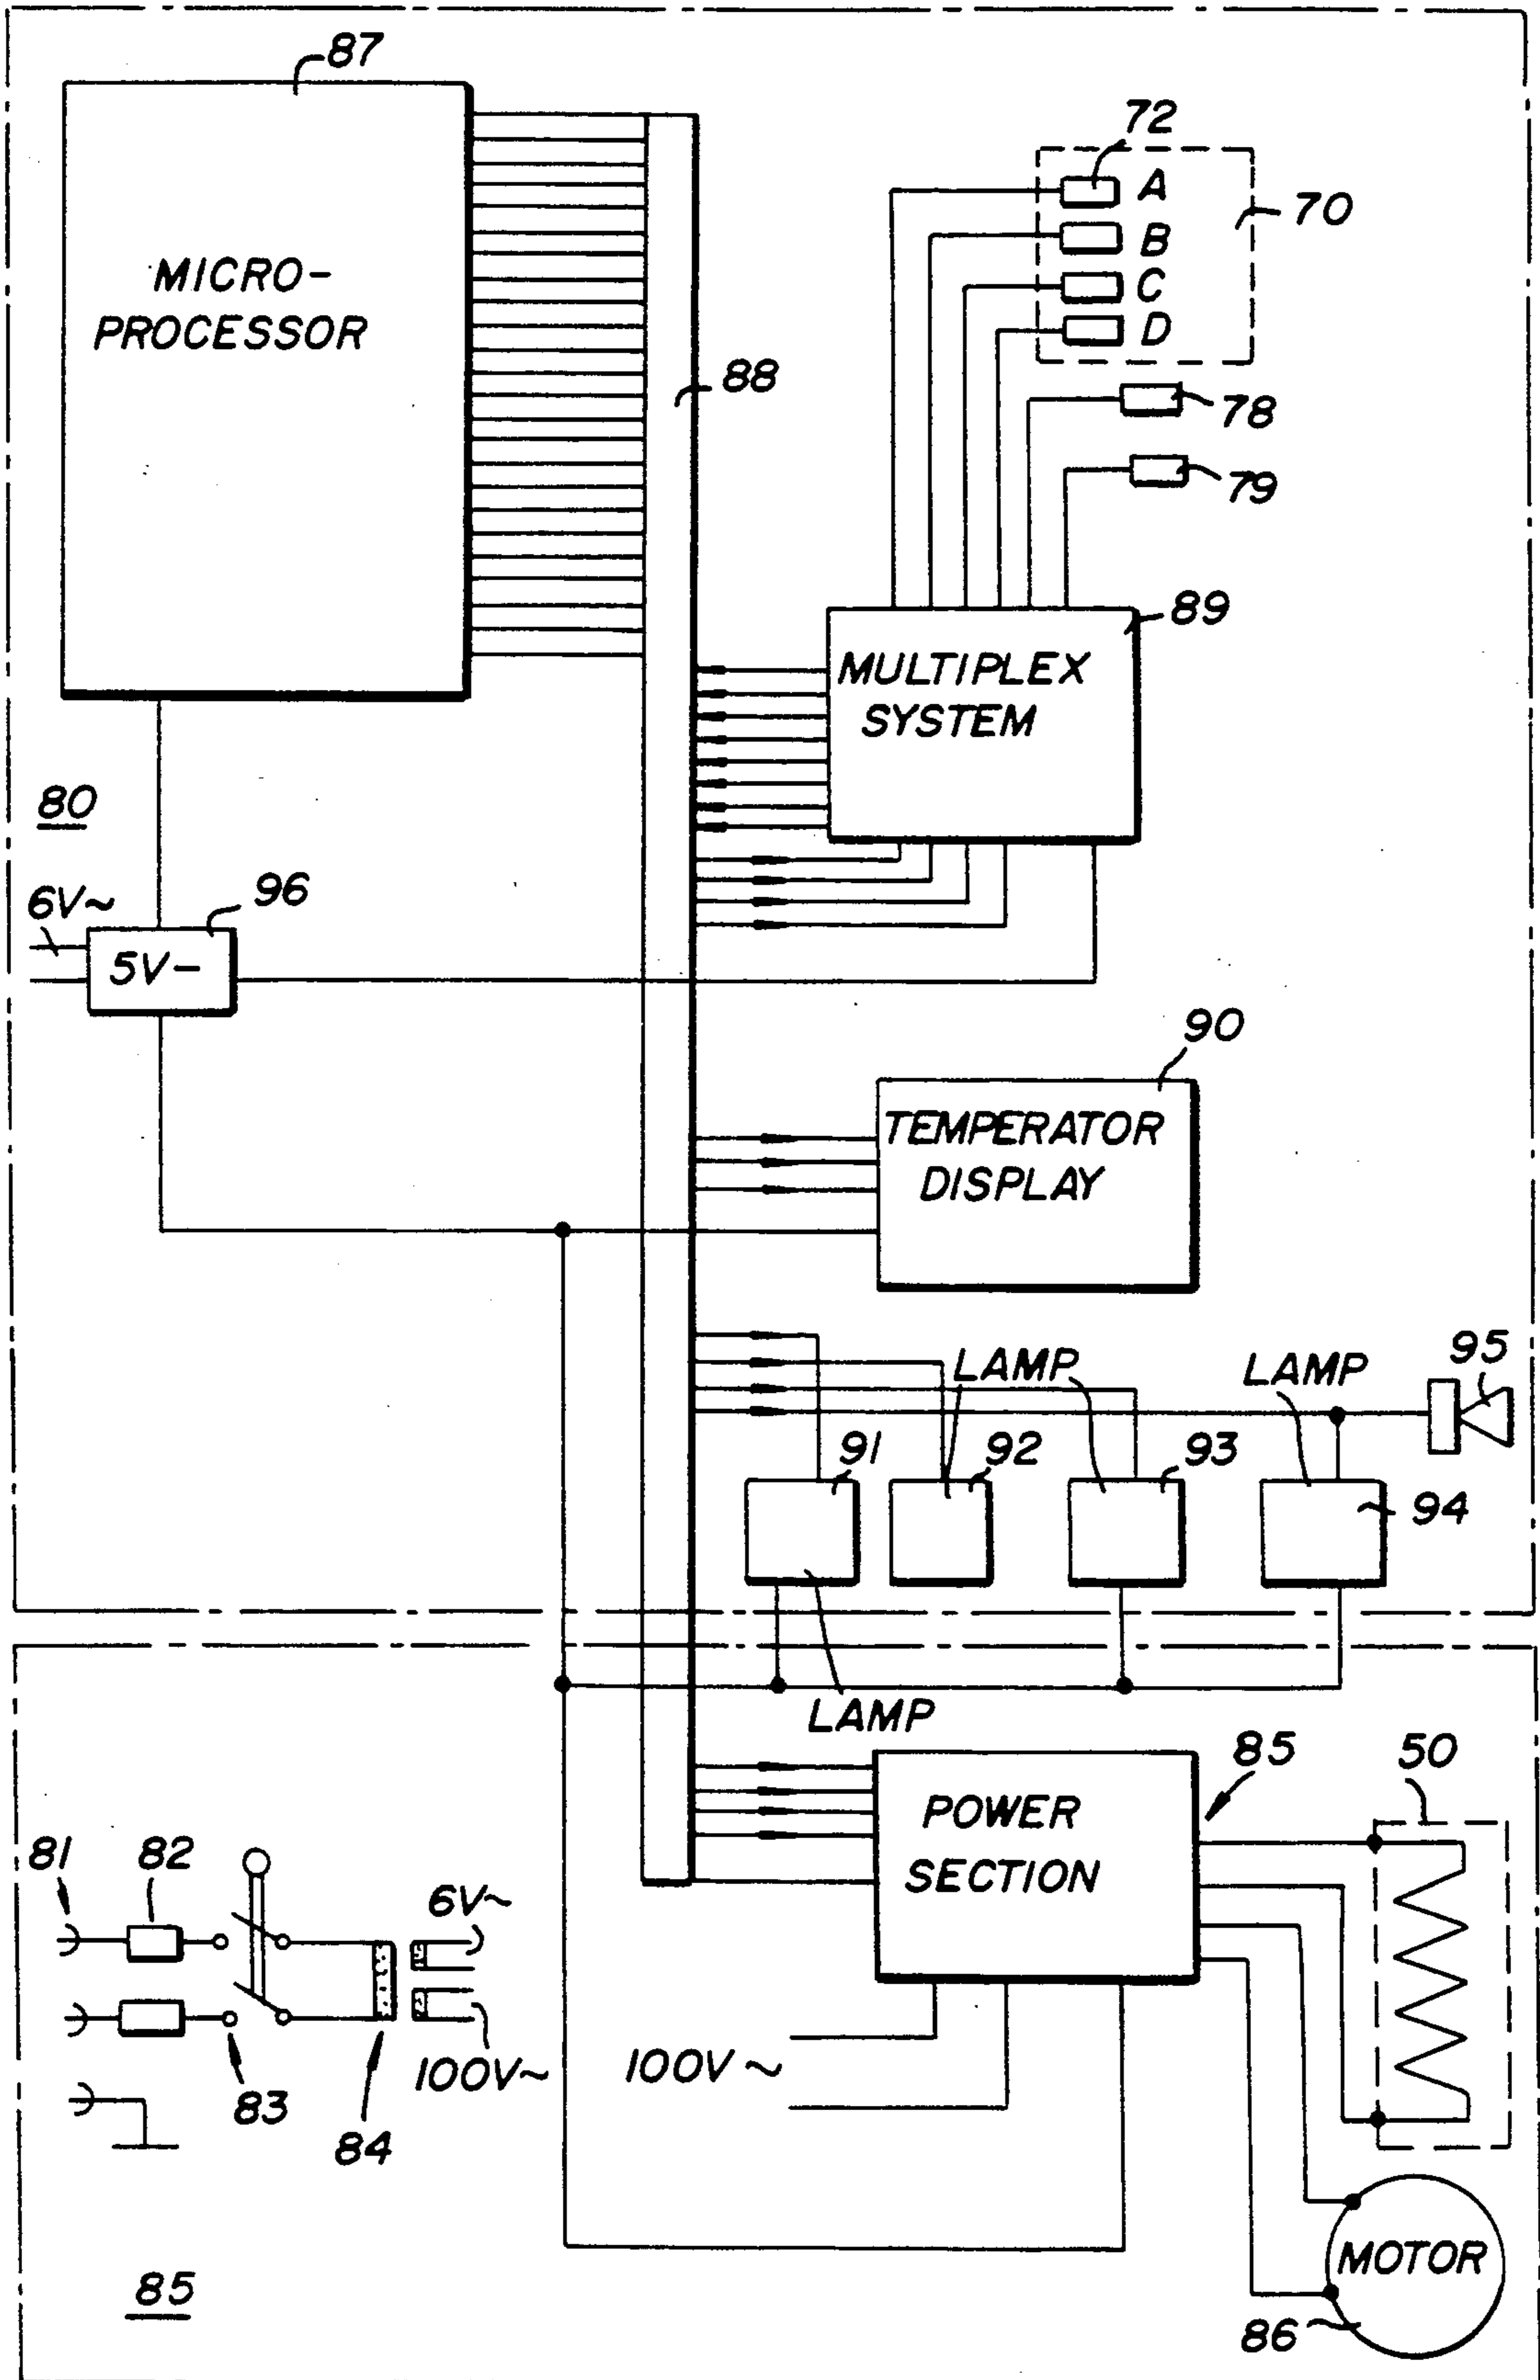 87
MICRO-
PROCESSOR
72
A
B
C
D
70
78
79
88
89
MULTIPLEX
SYSTEM
80
6V~
96
5V-
90
TEMPERATOR
DISPLAY
LAMP
LAMP
95
91
92
93
94
LAMP
85
50
POWER
SECTION
81
82
6V~
100V~
83
84
100V~
MOTOR
86
85